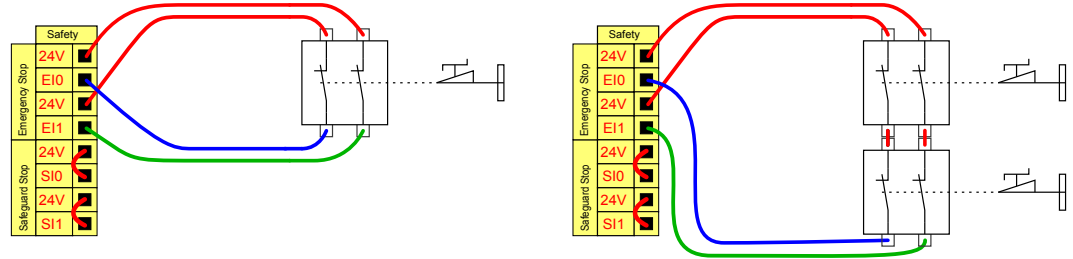 Safety
Emergency Stop
24V
EI0
24V
EI1
Safeguard Stop
24V
SI0
24V
SI1
Safety
Emergency Stop
24V
EI0
24V
EI1
Safeguard Stop
24V
SI0
24V
SI1